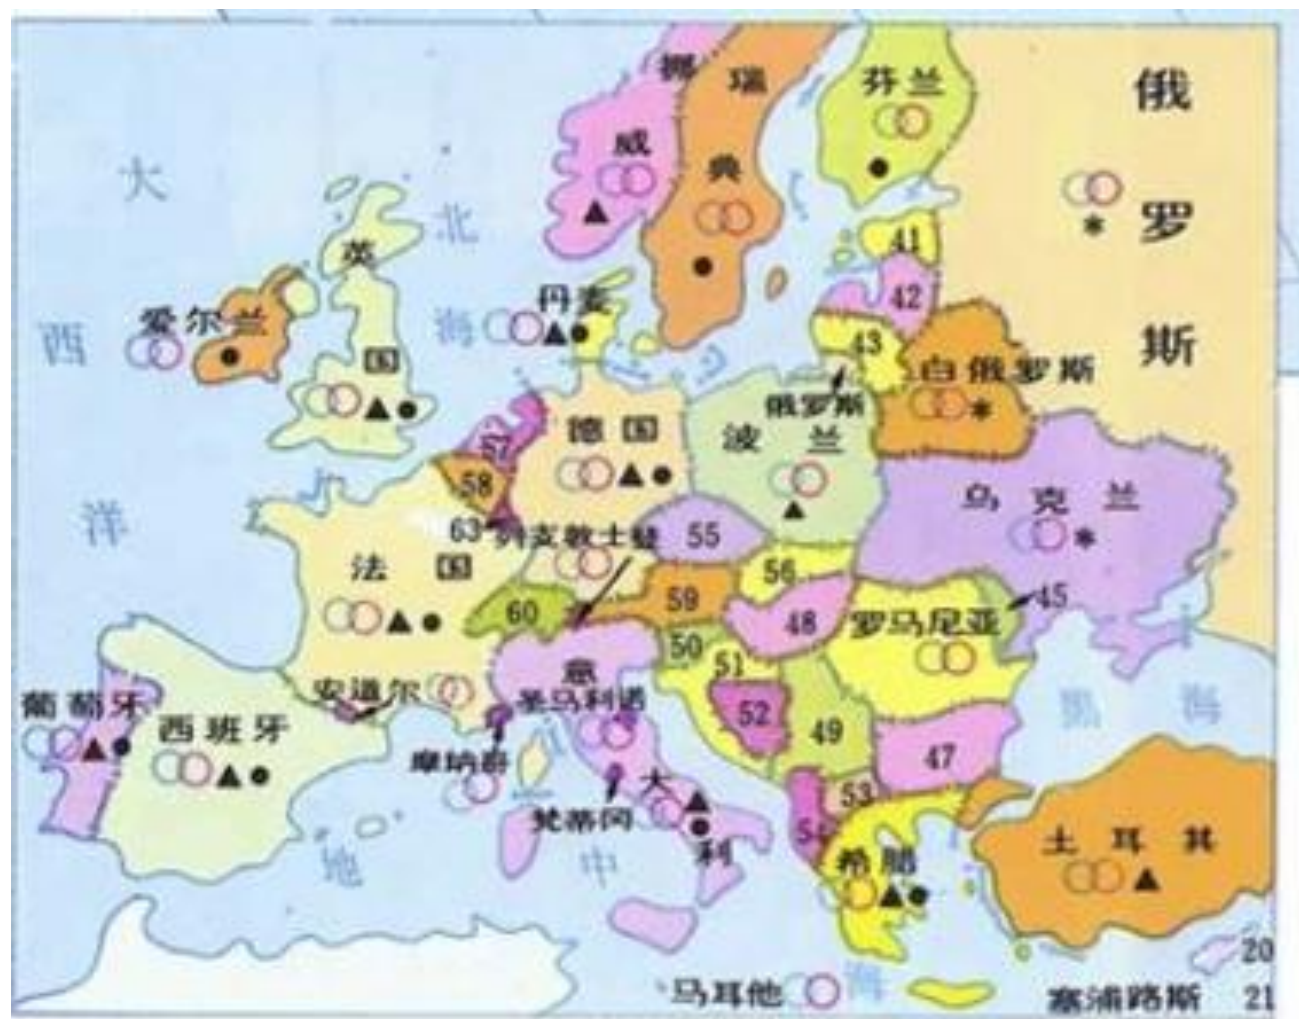 挪
瑞
芬兰
俄
大
威
典
罗
北
41
英
42
丹麦
爱尔兰
西
海
43
斯
国
白俄罗斯
俄罗斯
德国
波兰
57
58
乌克兰
洋
63
列支敦士登
55
法国
56
59
45
60
48
罗马尼亚
50
意
51
安道尔
圣马利诺
葡萄牙
52
黑海
西班牙
49
47
摩纳哥
大
53
梵蒂冈
54
利
希腊
土耳其
地
中
20
马耳他
海
塞浦路斯
21